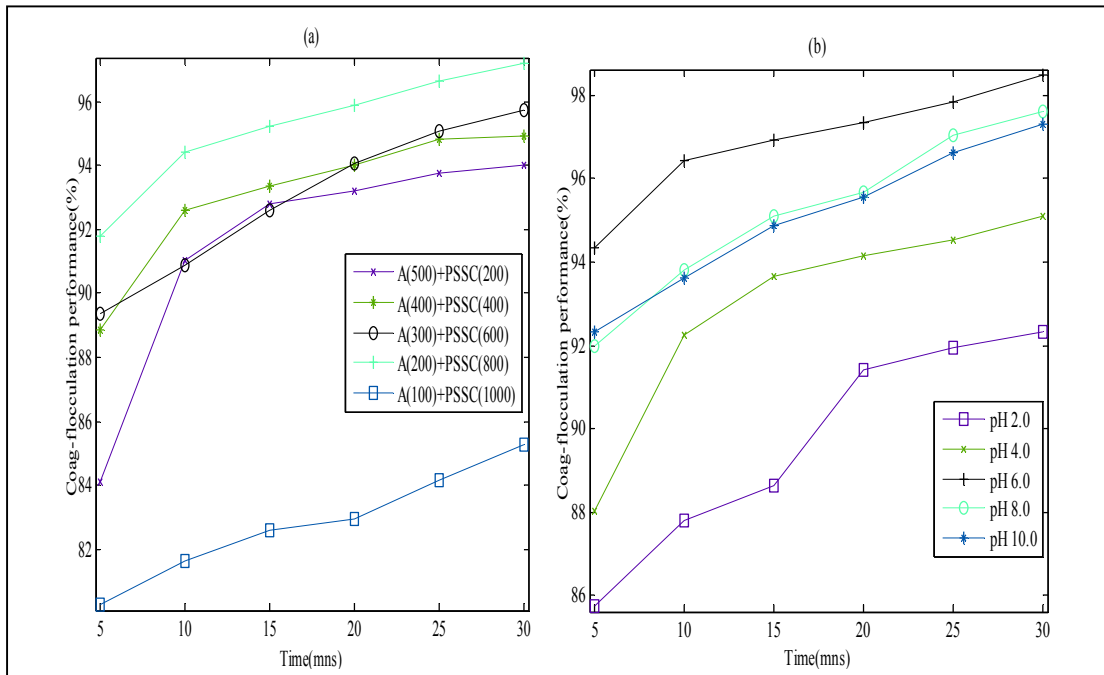 (a)
Coag-flocculation performance(%)
96
94
92
90
88
86
84
82
A(500)+PSSC(200)
A(400)+PSSC(400)
A(300)+PSSC(600)
A(200)+PSSC(800)
A(100)+PSSC(1000)
5 10 15 20 25 30
Time(mns)
(b)
Coag-flocculation performance(%)
98
96
94
92
90
88
86
pH 2.0
pH 4.0
pH 6.0
pH 8.0
pH 10.0
5 10 15 20 25 30
Time(mns)